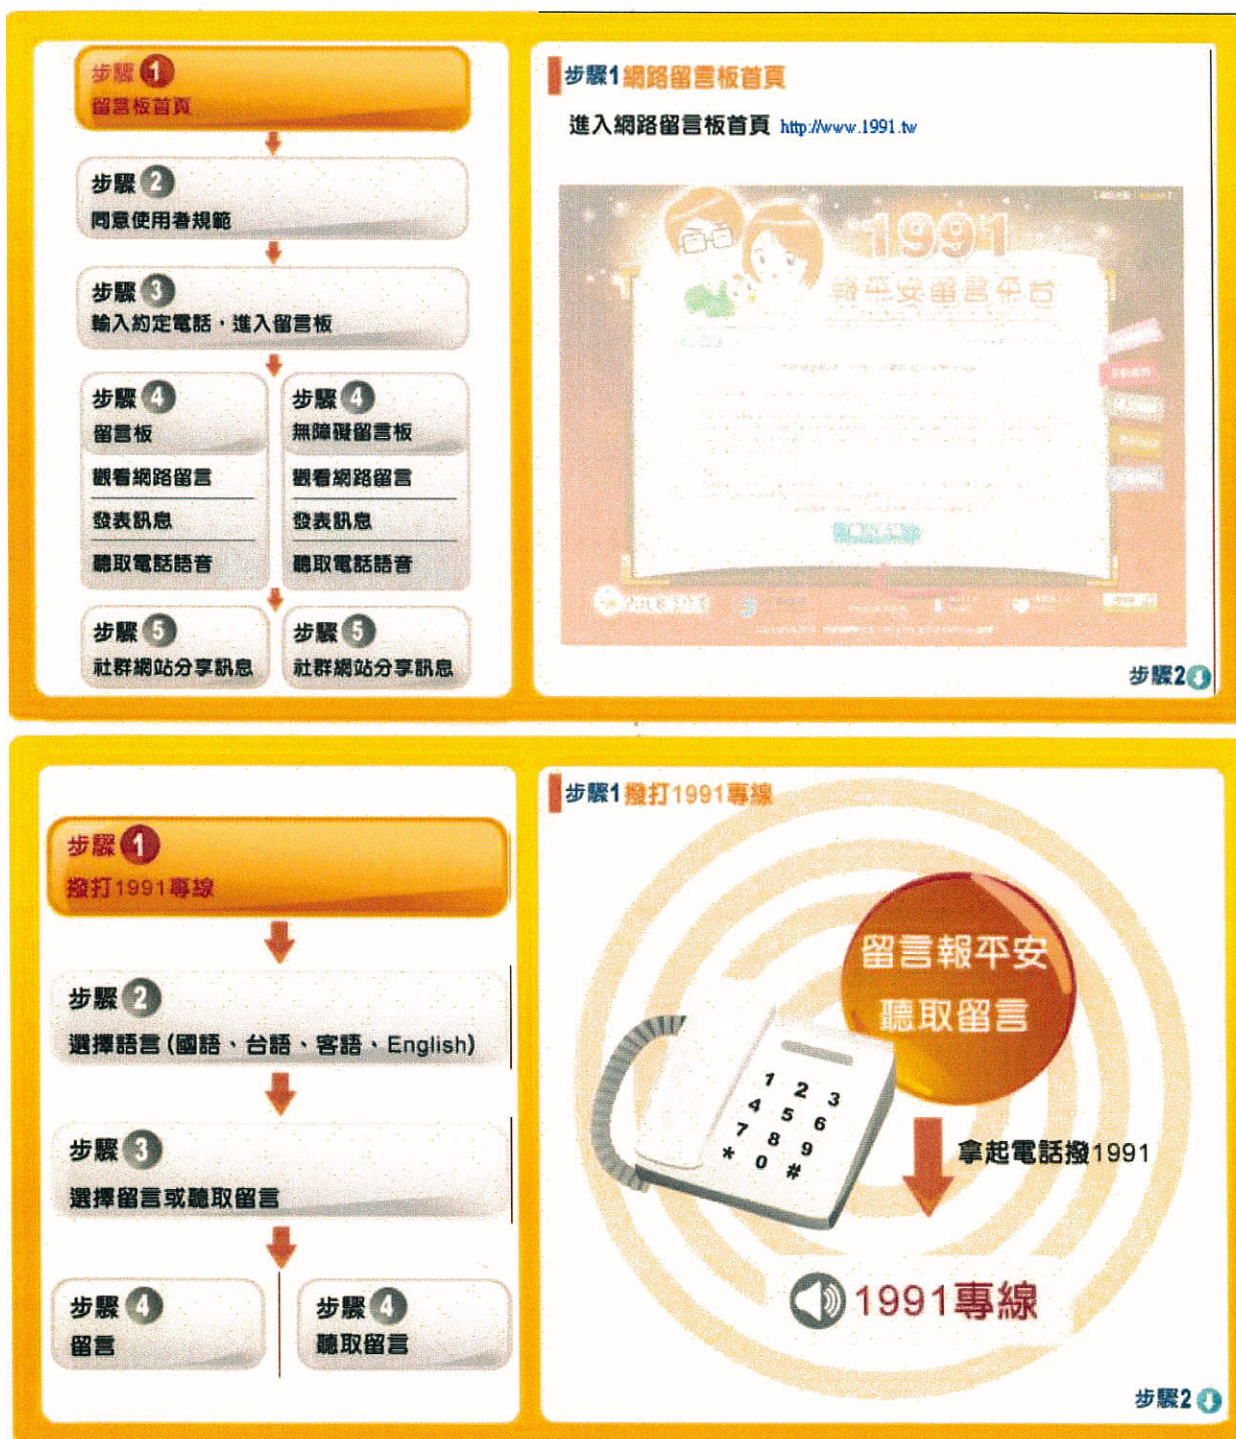 步驟1
留言板首頁
步驟2
同意使用者規範
步驟3
輸入約定電話，進入留言板
步驟4
留言板
觀看網路留言
發表訊息
聽取電話語音
步驟4
無障礙留言板
觀看網路留言
發表訊息
聽取電話語音
步驟5
社群網站分享訊息
步驟5
社群網站分享訊息
步驟1網路留言板首頁
進入網路留言板首頁 http://www.1991.tw
1991
報平安留言平台
步驟2
步驟1
撥打1991專線
步驟2
選擇語言(國語、台語、客語、English)
步驟3
選擇留言或聽取留言
步驟4
留言
步驟4
聽取留言
步驟1撥打1991專線
留言報平安
聽取留言
1 2 3
4 5 6
7 8 9
* 0 #
拿起電話撥1991
1991專線
步驟2